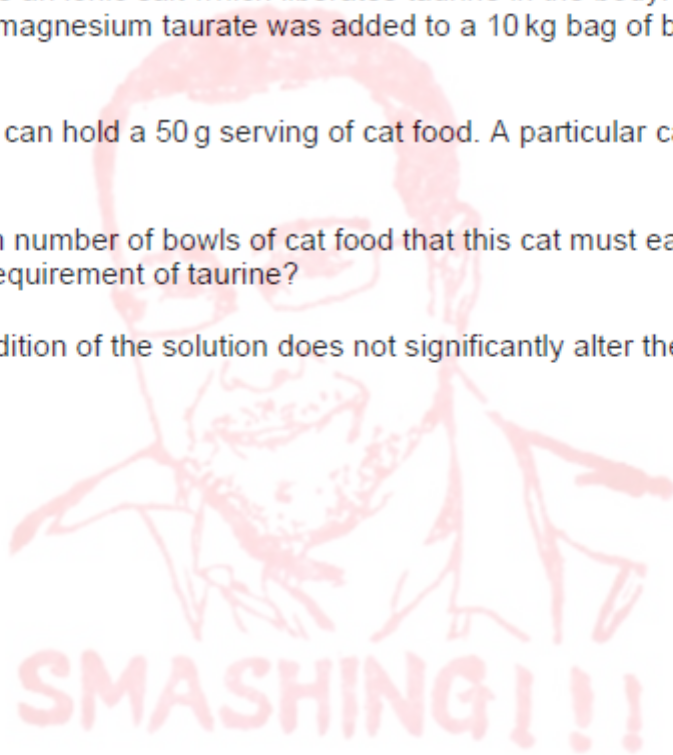 magnesium taurate was added to a 10 kg bag of
can hold a 50 g serving of cat food. A particular
number of bowls of cat food that this cat must
equirement of taurine?
dition of the solution does not significantly alter the
SMASHING!!!